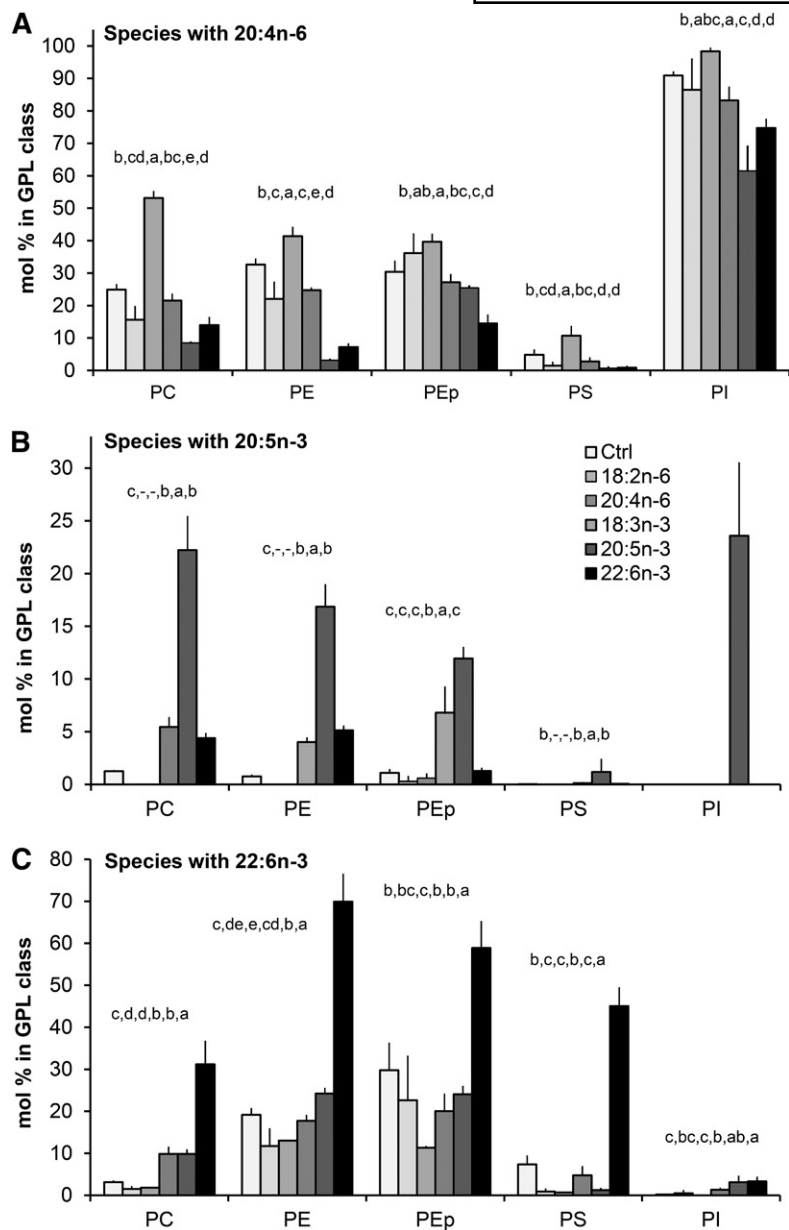 A
Species with 20:4n-6
b,abc,a,c,d,d
b,cd,a,bc,e,d
b,c,a,c,e,d
b,ab,a,bc,c,d
b,cd,a,bc,d,d
mol % in GPL class
100
90
80
70
60
50
40
30
20
10
0
PC PE PEp PS PI
B
Species with 20:5n-3
Ctrl
18:2n-6
20:4n-6
18:3n-3
20:5n-3
22:6n-3
c,-,-,b,a,b
c,-,-,b,a,b
c,c,c,b,a,c
b,-,-,b,a,b
mol % in GPL class
30
25
20
15
10
5
0
PC PE PEp PS PI
C
Species with 22:6n-3
c,d,d,b,b,a
c,de,e,cd,b,a
b,bc,c,b,b,a
b,c,c,b,c,a
c,bc,c,b,ab,a
mol % in GPL class
80
70
60
50
40
30
20
10
0
PC PE PEp PS PI